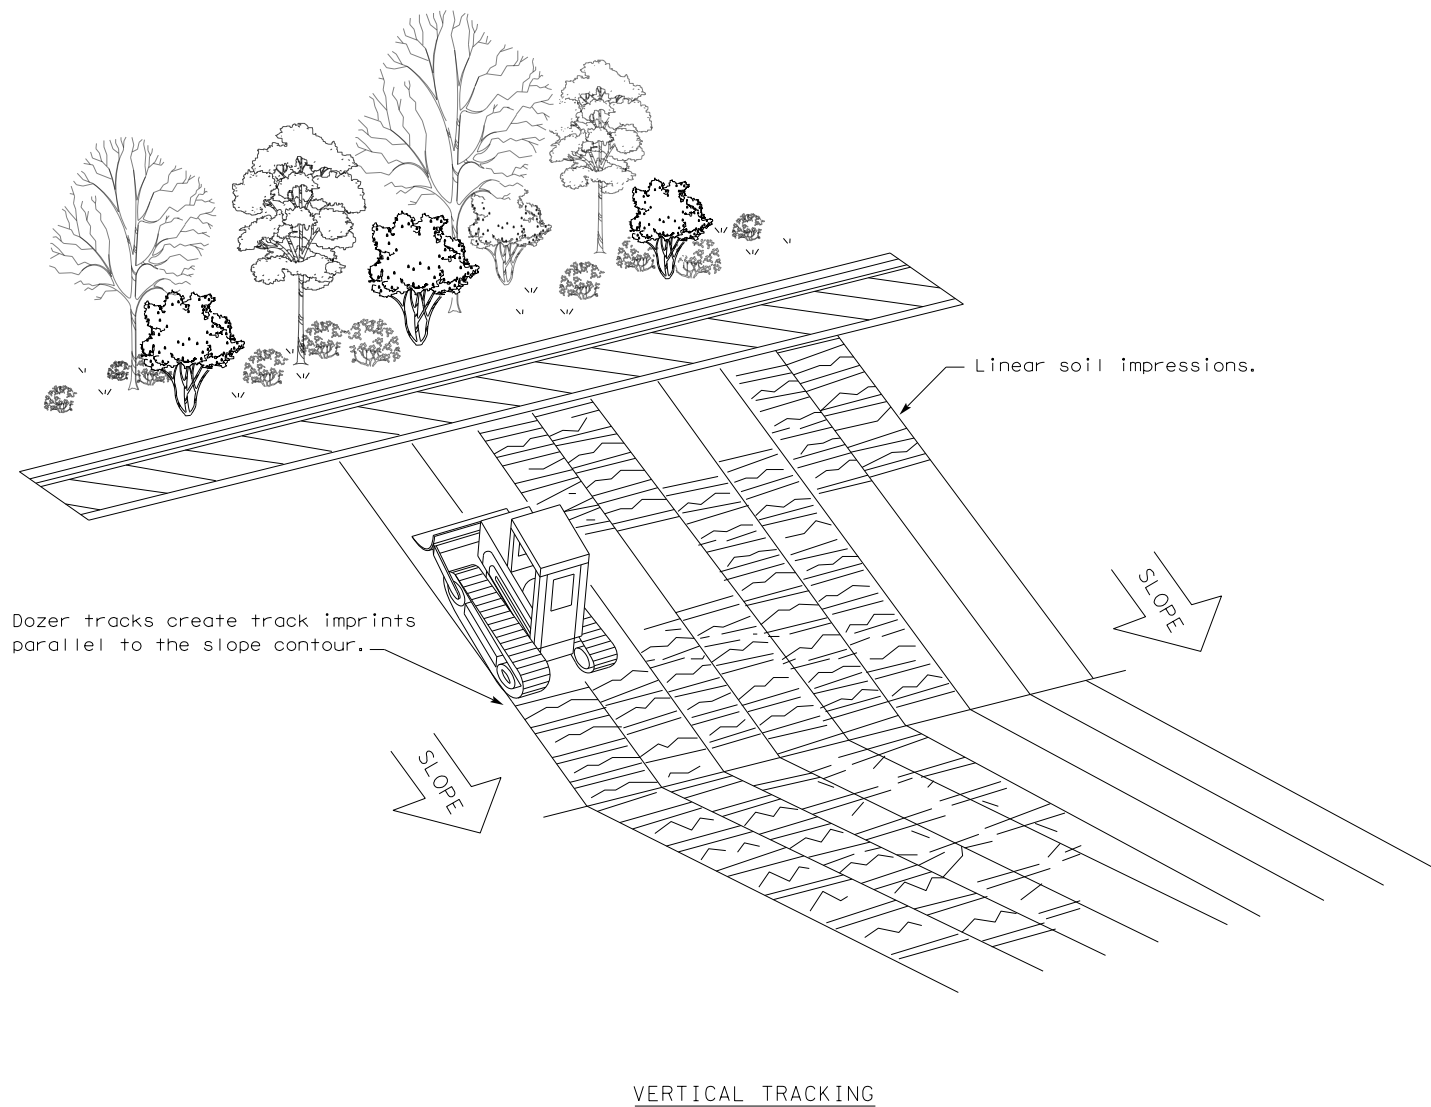 Linear soil impressions.
SLOPE
Dozer tracks create track imprints
parallel to the slope contour.
SLOPE
VERTICAL TRACKING